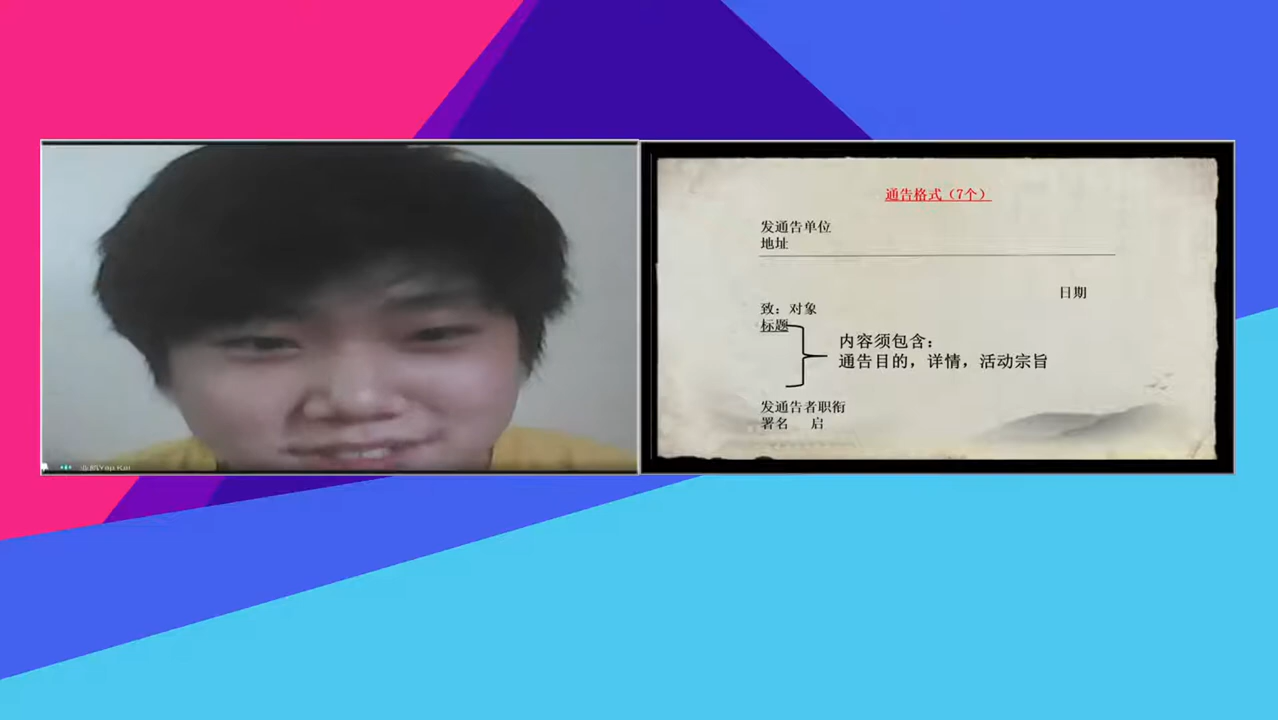 通告格式（7个）
发通告单位
地址
日期
致：对象
标题
内容须包含：
通告目的，详情，活动宗旨
发通告者职衔
署名 启